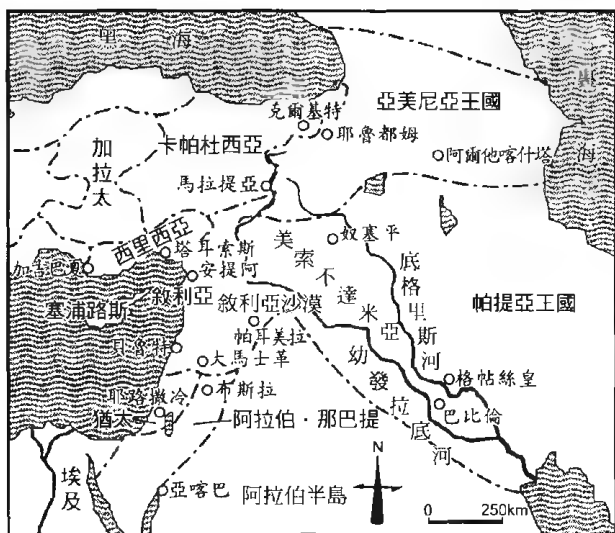 黑海
裏海
亞美尼亞王國
克爾基特
耶魯都姆
卡帕杜西亞
阿爾他喀什塔
加拉太
馬拉提亞
西里西亞
塔耳索斯
奴塞平
美索不達米亞
底格里斯河
安提阿
塞浦路斯
敘利亞
敘利亞沙漠
帕提亞王國
帕耳美拉
貝魯特
大馬士革
幼發拉底河
格帖絲皇
布斯拉
巴比倫
耶路撒冷
猶太
阿拉伯·那巴提
埃及
N
亞喀巴
阿拉伯半島
0 250km